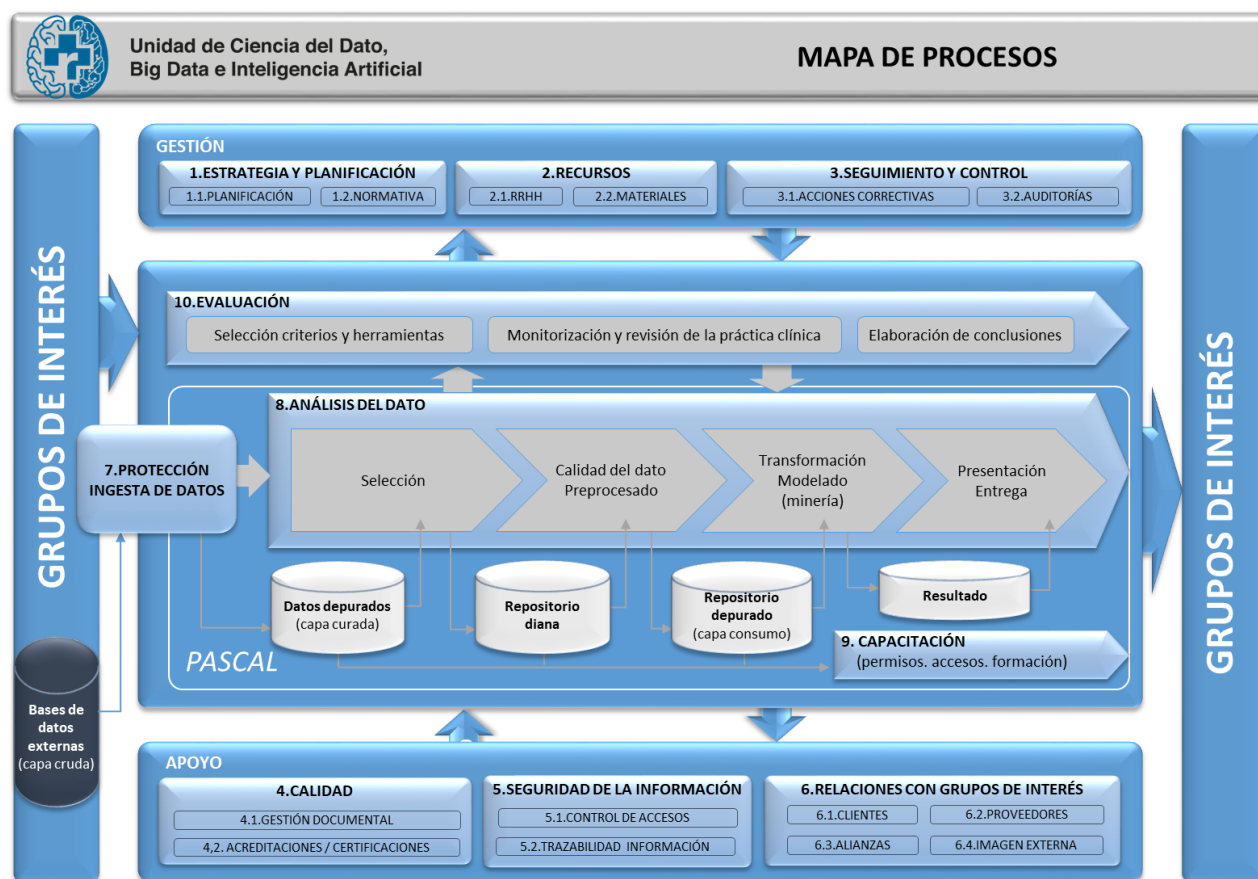 Unidad de Ciencia del Dato,
Big Data e Inteligencia Artificial
MAPA DE PROCESOS
GRUPOS DE INTERÉS
GESTIÓN
1.ESTRATEGIA Y PLANIFICACIÓN
1.1.PLANIFICACIÓN
1.2.NORMATIVA
2.RECURSOS
2.1.RRHH
2.2.MATERIALES
3.SEGUIMIENTO Y CONTROL
3.1.ACCIONES CORRECTIVAS
3.2.AUDITORÍAS
10.EVALUACIÓN
Selección criterios y herramientas
Monitorización y revisión de la práctica clínica
Elaboración de conclusiones
8.ANÁLISIS DEL DATO
7.PROTECCIÓN
INGESTA DE DATOS
Selección
Calidad del dato
Preprocesado
Transformación
Modelado
(minería)
Presentación
Entrega
Datos depurados
(capa curada)
Repositorio
diana
Repositorio
depurado
(capa consumo)
Resultado
PASCAL
9. CAPACITACIÓN
(permisos. accesos. formación)
Bases de
datos
externas
(capa cruda)
APOYO
4.CALIDAD
4.1.GESTIÓN DOCUMENTAL
4,2. ACREDITACIONES / CERTIFICACIONES
5.SEGURIDAD DE LA INFORMACIÓN
5.1.CONTROL DE ACCESOS
5.2.TRAZABILIDAD INFORMACIÓN
6.RELACIONES CON GRUPOS DE INTERÉS
6.1.CLIENTES
6.2.PROVEEDORES
6.3.ALIANZAS
6.4.IMAGEN EXTERNA
GRUPOS DE INTERÉS